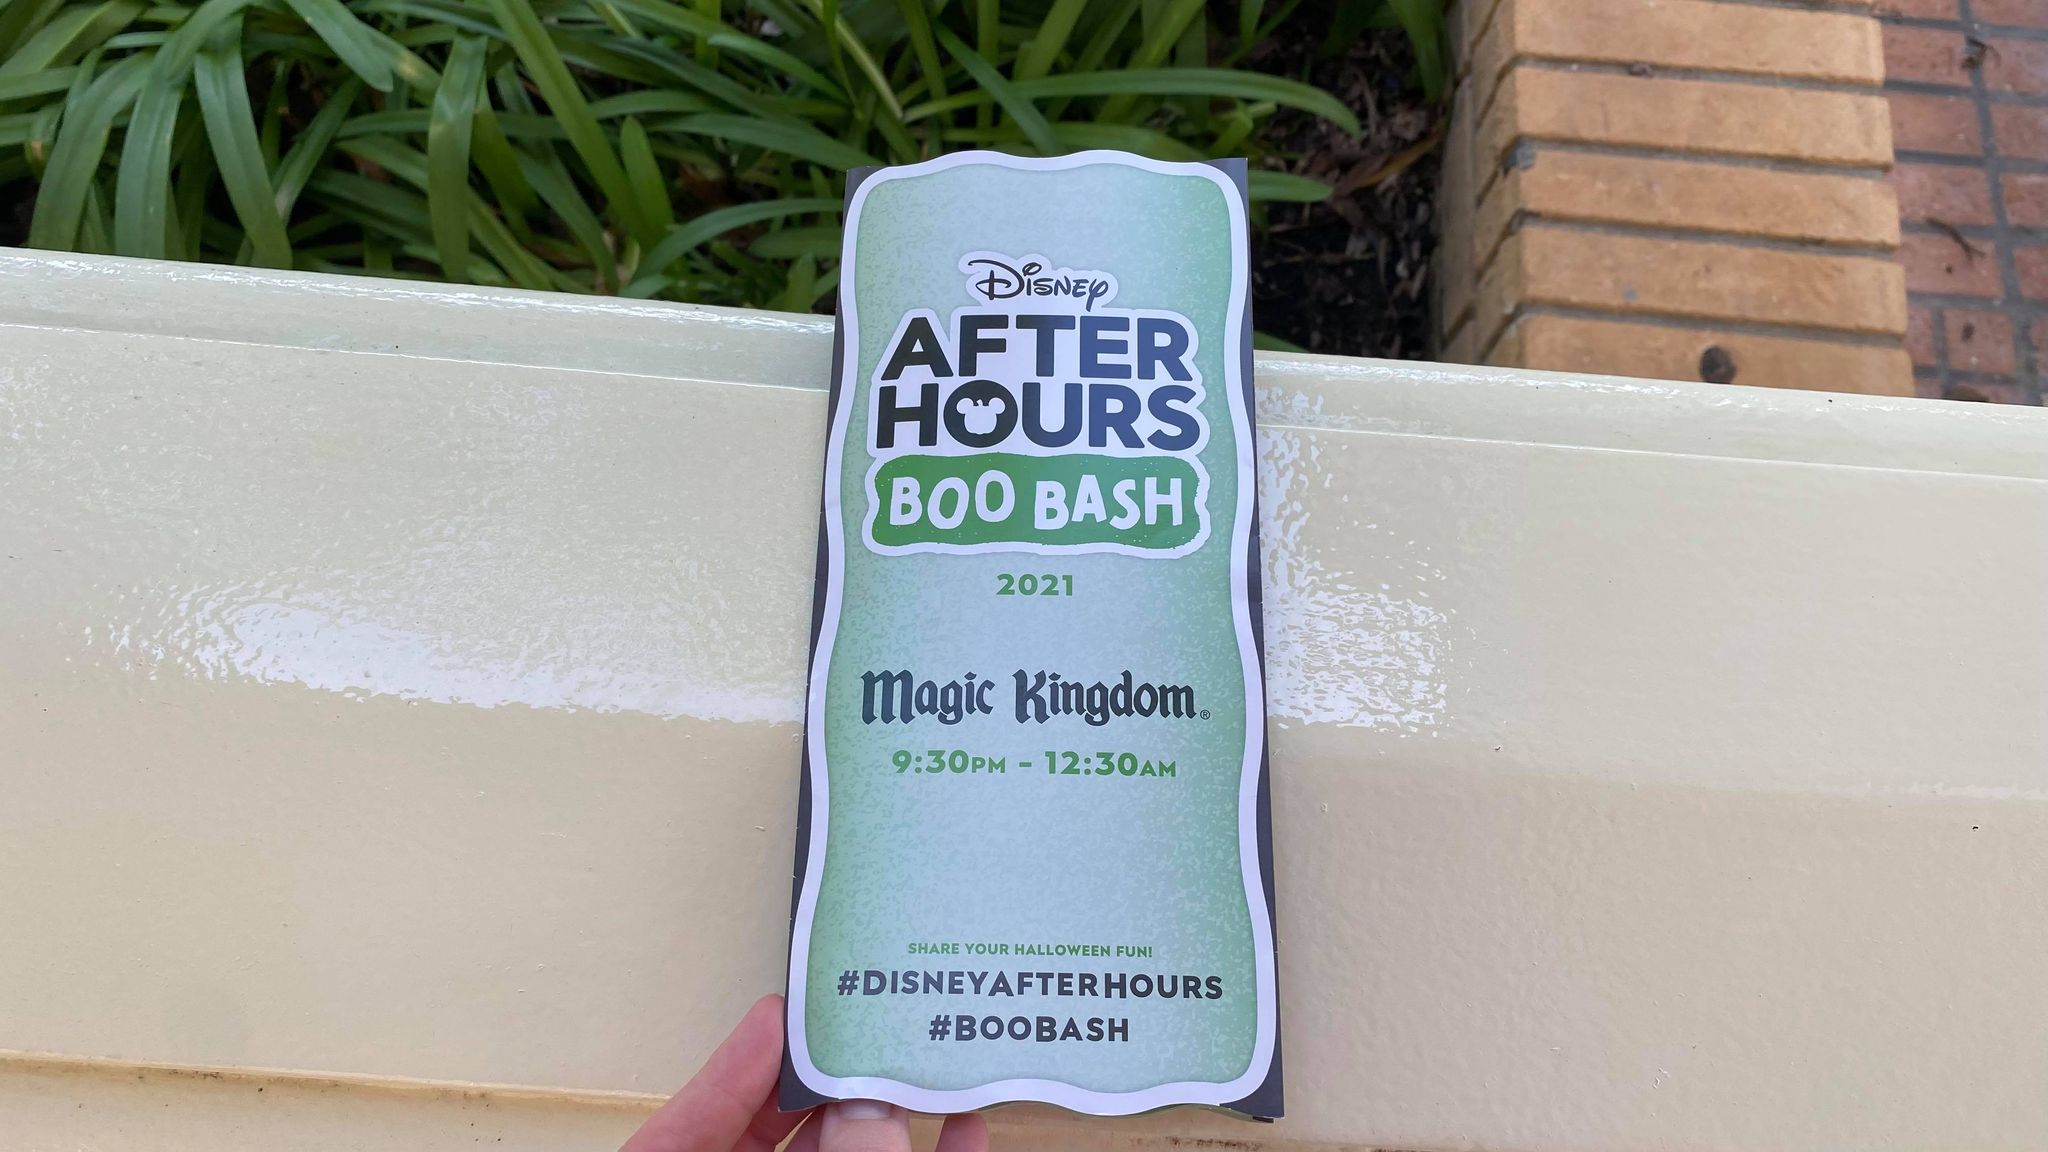 Disney
AFTER
HOURS
BOO BASH
2021
Magic Kingdom®
9:30PM - 12:30AM
SHARE YOUR HALLOWEEN FUN!
#DISNEYAFTERHOURS
#BOOBASH